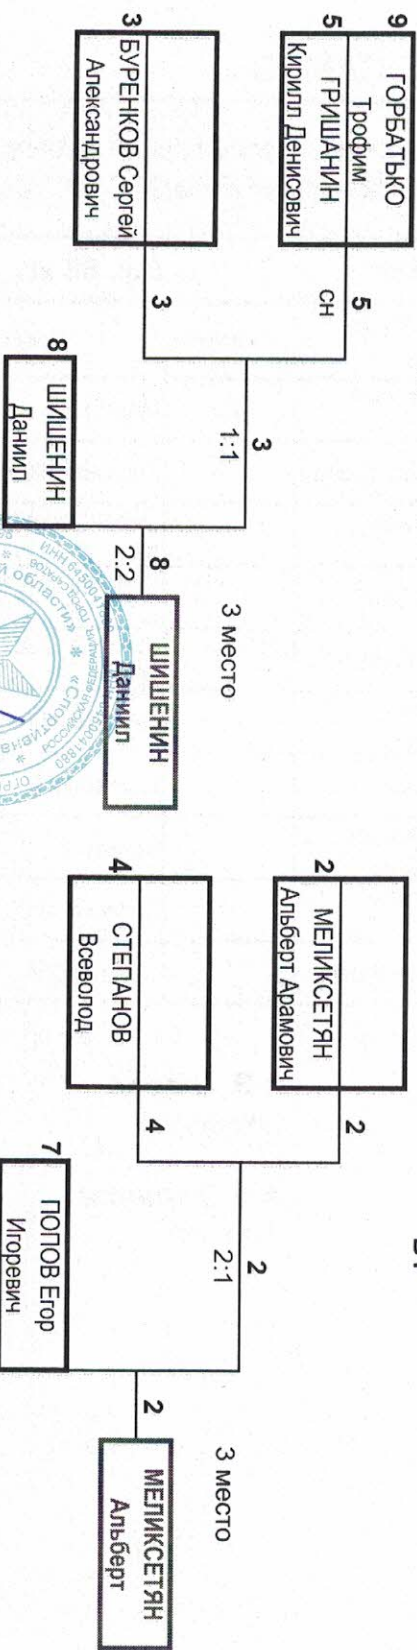 9
ГОРБАТЬКО
Трофим
5
ГРИШАНИН
Кирилл Денисович
5
СН
3
БУРЕНКОВ Сергей
Александрович
3
3
1:1
8
ШИШЕНИН
Даниил
8
2:2
3 место
ШИШЕНИН
Даниил
2
МЕЛИКСЕТЯН
Альберт Арамович
2
4
СТЕПАНОВ
Всеволод
4
2
2:1
7
ПОПОВ Егор
Игоревич
2
3 место
МЕЛИКСЕТЯН
Альберт
области» * «Спортивная